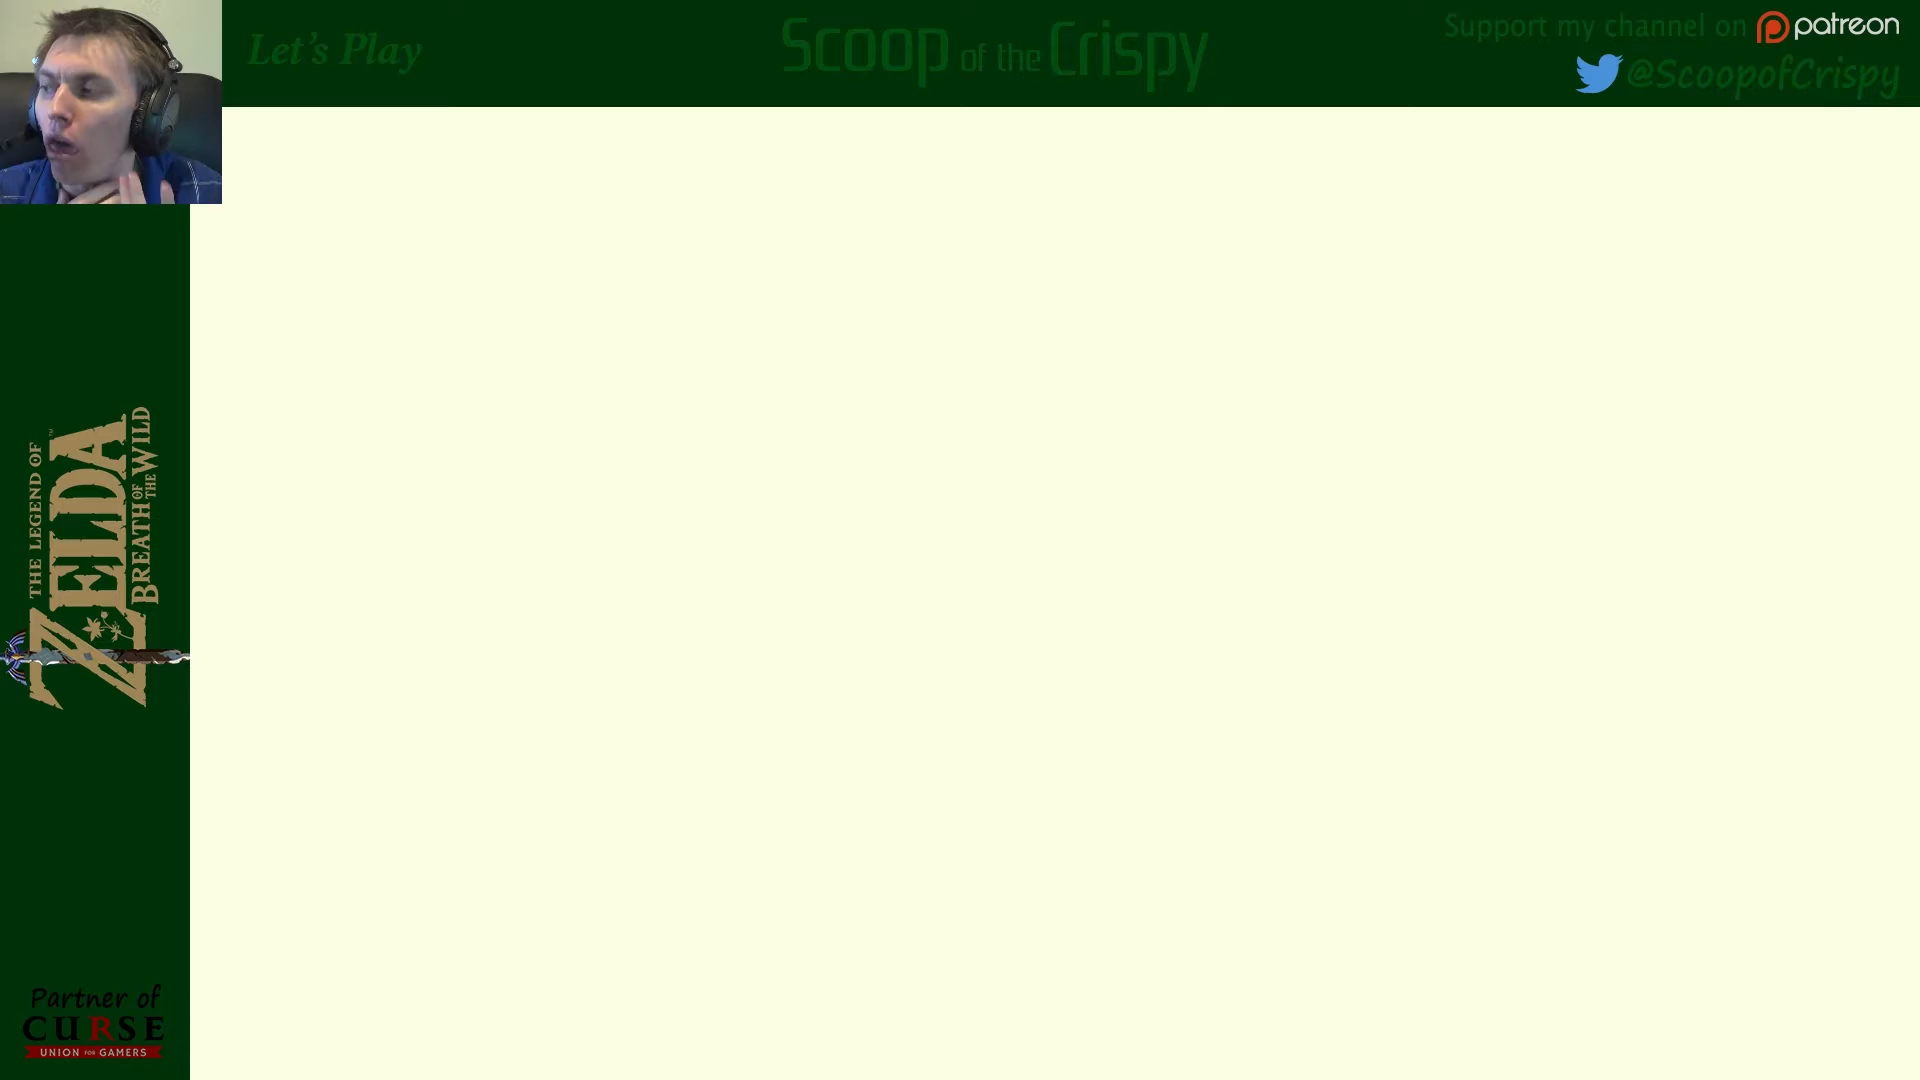 Let's Play
Scoop of the Crispy
Support my channel on patreon
@ScoopofCrispy
THE LEGEND OF
ZELDA™
BREATH OF
THE WILD
Partner of
CURSE
UNION FOR GAMERS